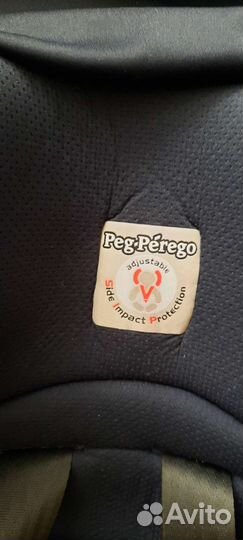 Peg-Pérego
adjustable
Side Impact Protection
Avito